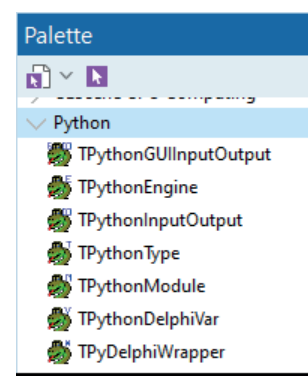 Palette
Python
TPythonGUIInputOutput
TPythonEngine
TPythonInputOutput
TPythonType
TPythonModule
TPythonDelphiVar
TPyDelphiWrapper